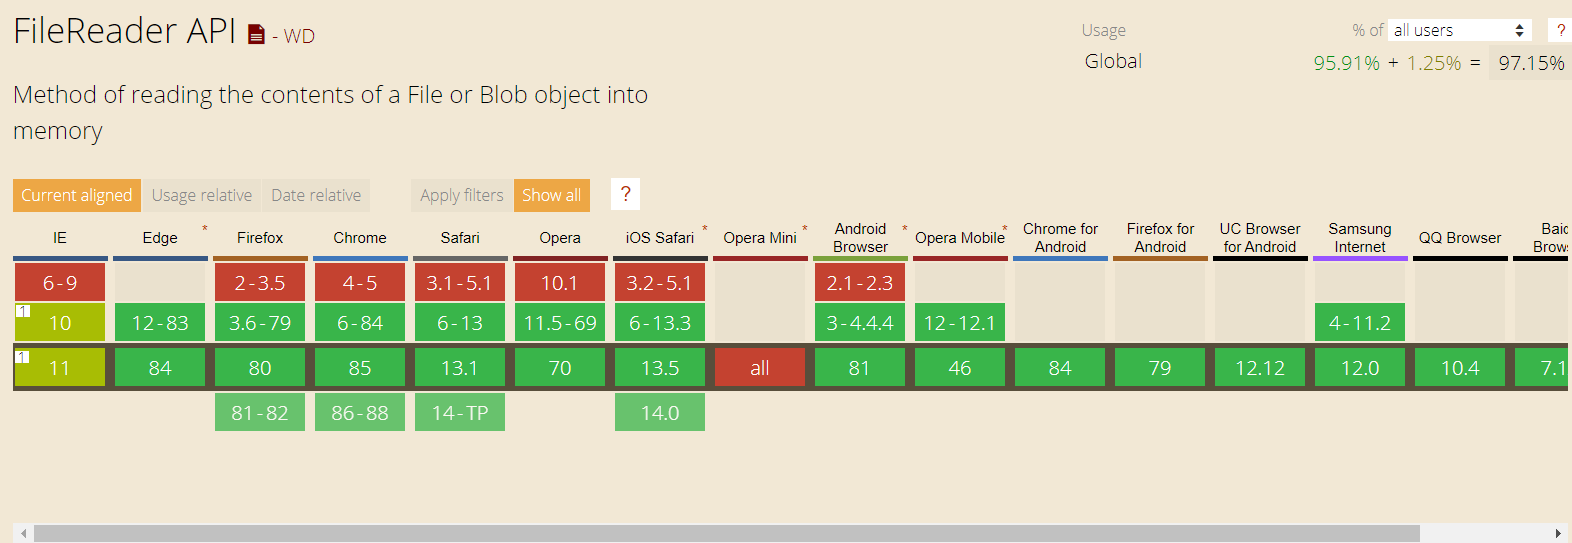 FileReader API - WD
Usage % of all users ?
Global 95.91% + 1.25% = 97.15%
Method of reading the contents of a File or Blob object into
memory
Current aligned Usage relative Date relative Apply filters Show all ?
IE Edge * Firefox Chrome Safari Opera iOS Safari * Opera Mini * Android Browser * Opera Mobile * Chrome for Android Firefox for Android UC Browser for Android Samsung Internet QQ Browser
6-9 2-3.5 4-5 3.1-5.1 10.1 3.2-5.1 2.1-2.3
1 10 12-83 3.6-79 6-84 6-13 11.5-69 6-13.3 3-4.4.4 12-12.1 4-11.2
1 11 84 80 85 13.1 70 13.5 all 81 46 84 79 12.12 12.0 10.4 7.1
81-82 86-88 14-TP 14.0